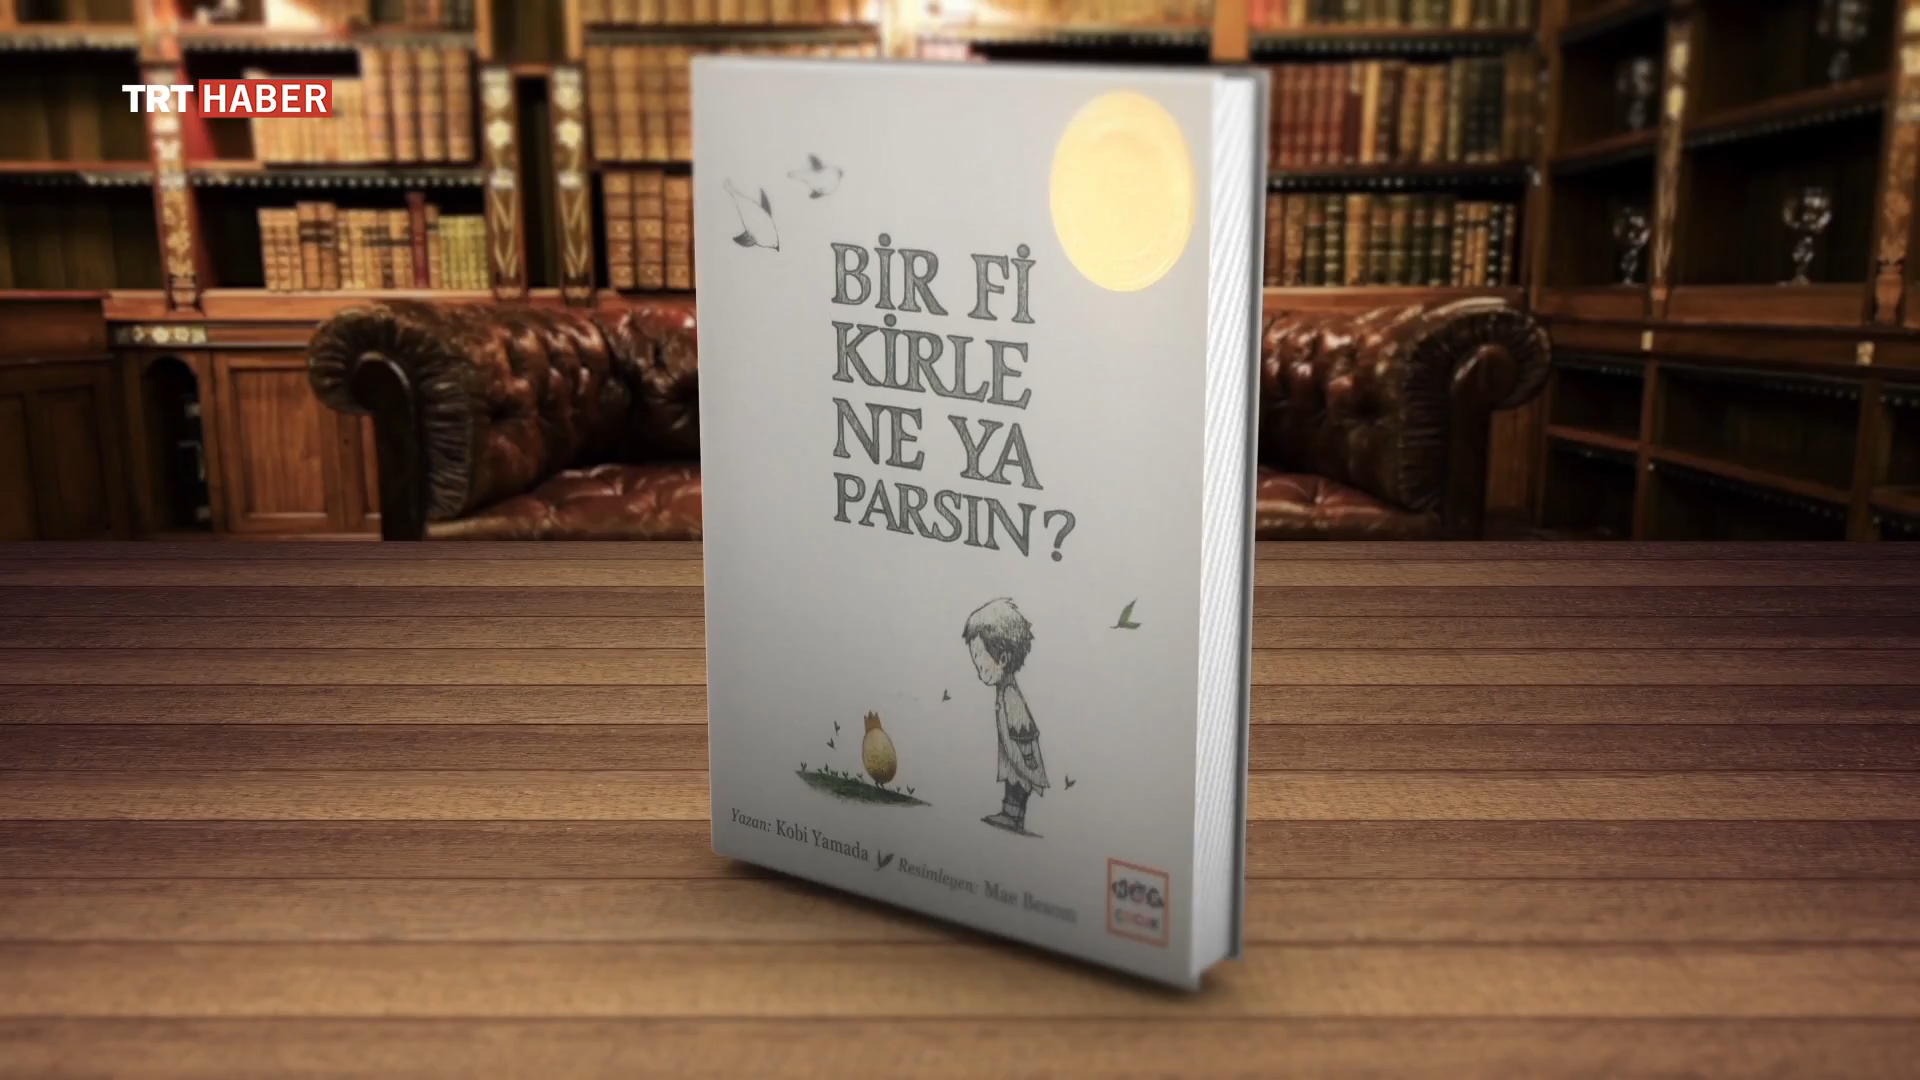 TRT HABER
BİR Fİ
KİRLE
NE YA
PARSIN?
Yazan: Kobi Yamada Resimleyen: Mae Besom